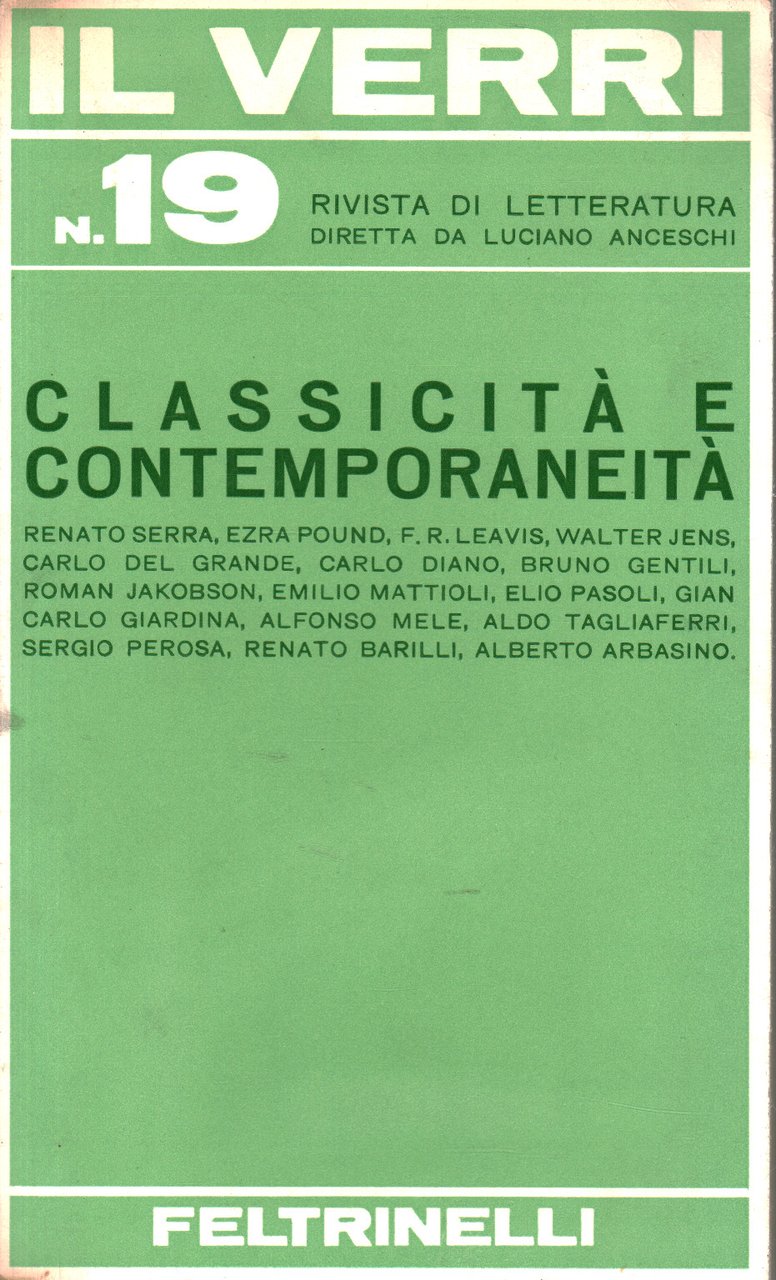 IL VERRI
N.19
RIVISTA DI LETTERATURA
DIRETTA DA LUCIANO ANCESCHI
CLASSICITÀ E
CONTEMPORANEITÀ
RENATO SERRA, EZRA POUND, F. R. LEAVIS, WALTER JENS,
CARLO DEL GRANDE, CARLO DIANO, BRUNO GENTILI,
ROMAN JAKOBSON, EMILIO MATTIOLI, ELIO PASOLI, GIAN
CARLO GIARDINA, ALFONSO MELE, ALDO TAGLIAFERRI,
SERGIO PEROSA, RENATO BARILLI, ALBERTO ARBASINO.
FELTRINELLI